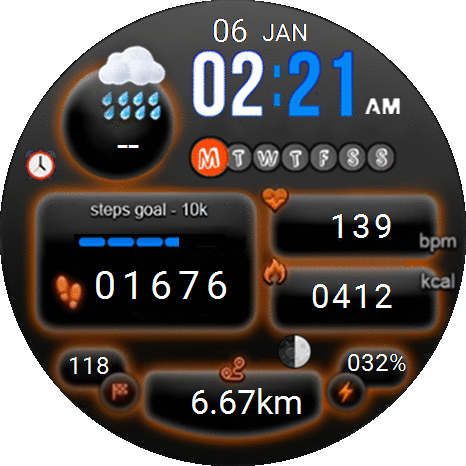 06 JAN
02:21 AM
--
M T W T F S S
steps goal - 10k
01676
139 bpm
0412 kcal
118
032%
6.67km